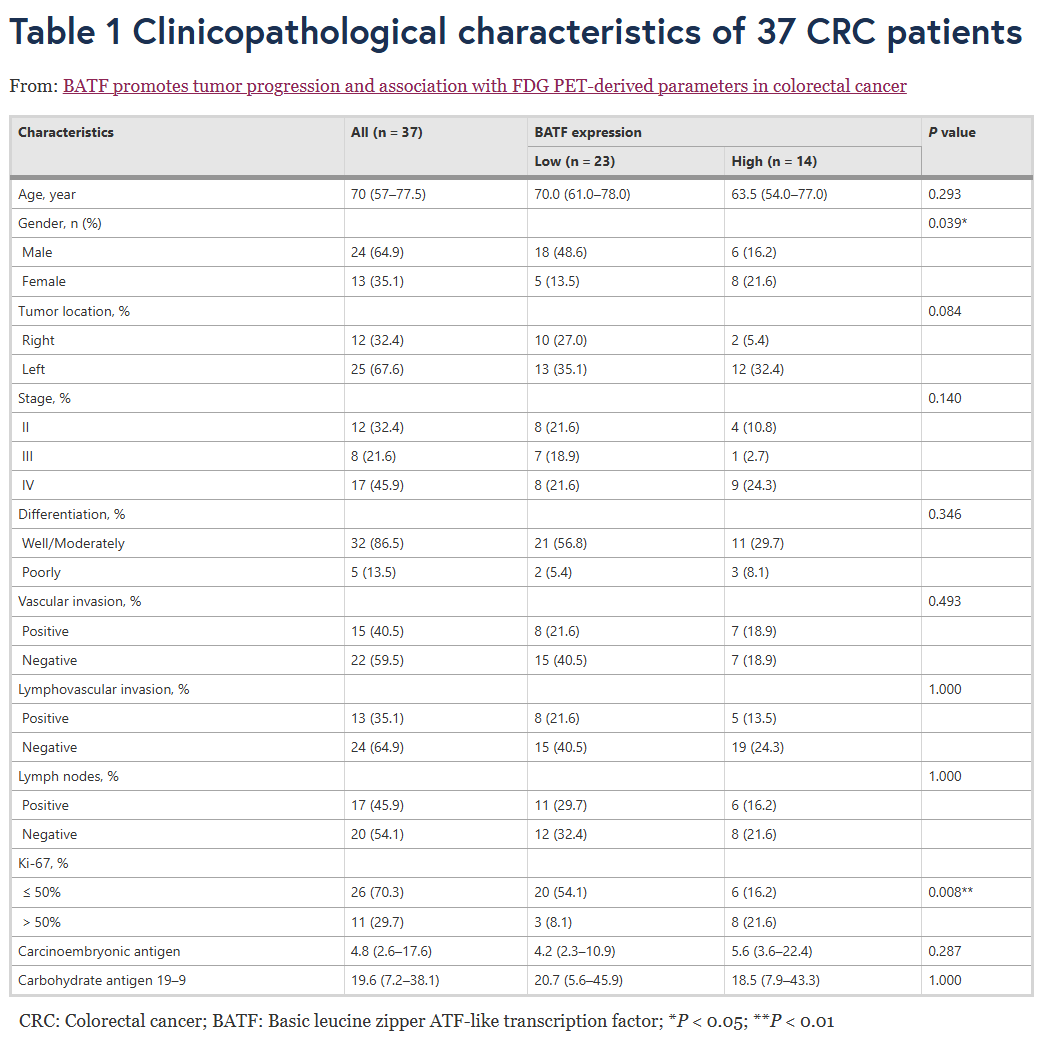 Table 1 Clinicopathological characteristics of 37 CRC patients
From: BATF promotes tumor progression and association with FDG PET-derived parameters in colorectal cancer
Characteristics All (n = 37) BATF expression P value
Low (n = 23) High (n = 14)
Age, year 70 (57–77.5) 70.0 (61.0–78.0) 63.5 (54.0–77.0) 0.293
Gender, n (%) 0.039*
Male 24 (64.9) 18 (48.6) 6 (16.2)
Female 13 (35.1) 5 (13.5) 8 (21.6)
Tumor location, % 0.084
Right 12 (32.4) 10 (27.0) 2 (5.4)
Left 25 (67.6) 13 (35.1) 12 (32.4)
Stage, % 0.140
II 12 (32.4) 8 (21.6) 4 (10.8)
III 8 (21.6) 7 (18.9) 1 (2.7)
IV 17 (45.9) 8 (21.6) 9 (24.3)
Differentiation, % 0.346
Well/Moderately 32 (86.5) 21 (56.8) 11 (29.7)
Poorly 5 (13.5) 2 (5.4) 3 (8.1)
Vascular invasion, % 0.493
Positive 15 (40.5) 8 (21.6) 7 (18.9)
Negative 22 (59.5) 15 (40.5) 7 (18.9)
Lymphovascular invasion, % 1.000
Positive 13 (35.1) 8 (21.6) 5 (13.5)
Negative 24 (64.9) 15 (40.5) 19 (24.3)
Lymph nodes, % 1.000
Positive 17 (45.9) 11 (29.7) 6 (16.2)
Negative 20 (54.1) 12 (32.4) 8 (21.6)
Ki-67, %
≤ 50% 26 (70.3) 20 (54.1) 6 (16.2) 0.008**
> 50% 11 (29.7) 3 (8.1) 8 (21.6)
Carcinoembryonic antigen 4.8 (2.6–17.6) 4.2 (2.3–10.9) 5.6 (3.6–22.4) 0.287
Carbohydrate antigen 19–9 19.6 (7.2–38.1) 20.7 (5.6–45.9) 18.5 (7.9–43.3) 1.000
CRC: Colorectal cancer; BATF: Basic leucine zipper ATF-like transcription factor; *P < 0.05; **P < 0.01